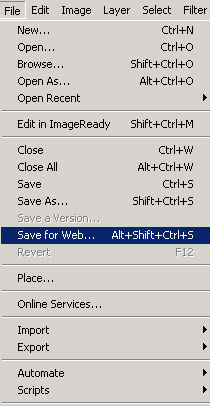 File Edit Image Layer Select Filter
New... Ctrl+N
Open... Ctrl+O
Browse... Shift+Ctrl+O
Open As... Alt+Ctrl+O
Open Recent
Edit in ImageReady Shift+Ctrl+M
Close Ctrl+W
Close All Alt+Ctrl+W
Save Ctrl+S
Save As... Shift+Ctrl+S
Save a Version...
Save for Web... Alt+Shift+Ctrl+S
Revert F12
Place...
Online Services...
Import
Export
Automate
Scripts